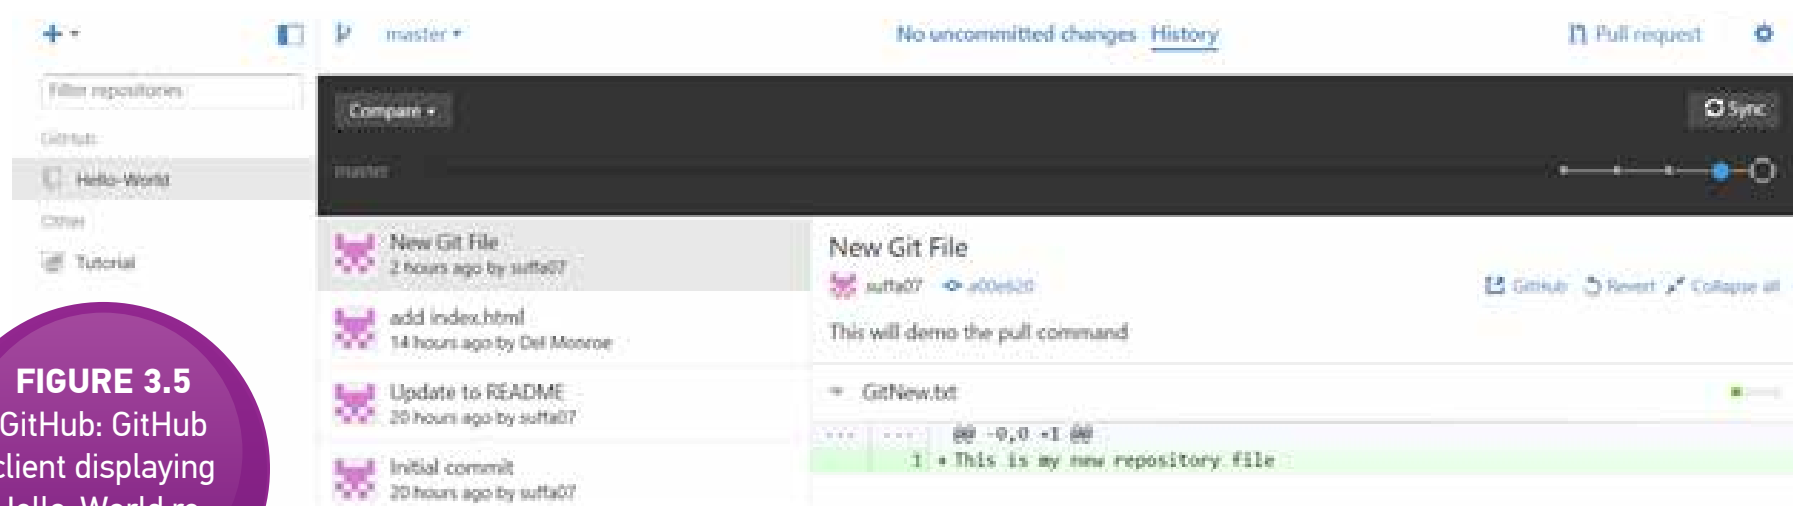 master
No uncommitted changes History
Pull request
Filter repositories
Compare
Sync
GitHub
master
Hello-World
Other
Tutorial
New Git File
2 hours ago by suffa07
add index.html
14 hours ago by Del Monroe
Update to README
20 hours ago by suffa07
Initial commit
20 hours ago by suffa07
New Git File
suffa07
GitHub Revert Collapse all
This will demo the pull command
GitNew.txt
@@ -0,0 +1 @@
1 +This is my new repository file
FIGURE 3.5
GitHub: GitHub
client displaying
Hello-World re